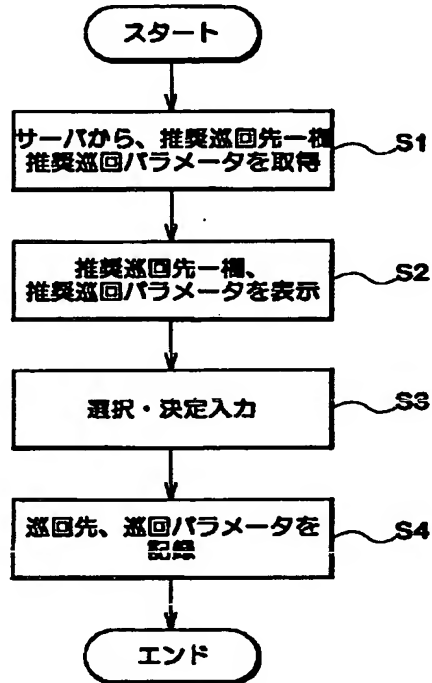 スタート
サーバから、推奨巡回先一欄
推奨巡回パラメータを取得
S1
推奨巡回先一欄、
推奨巡回パラメータを表示
S2
選択・決定入力
S3
巡回先、巡回パラメータを
記録
S4
エンド